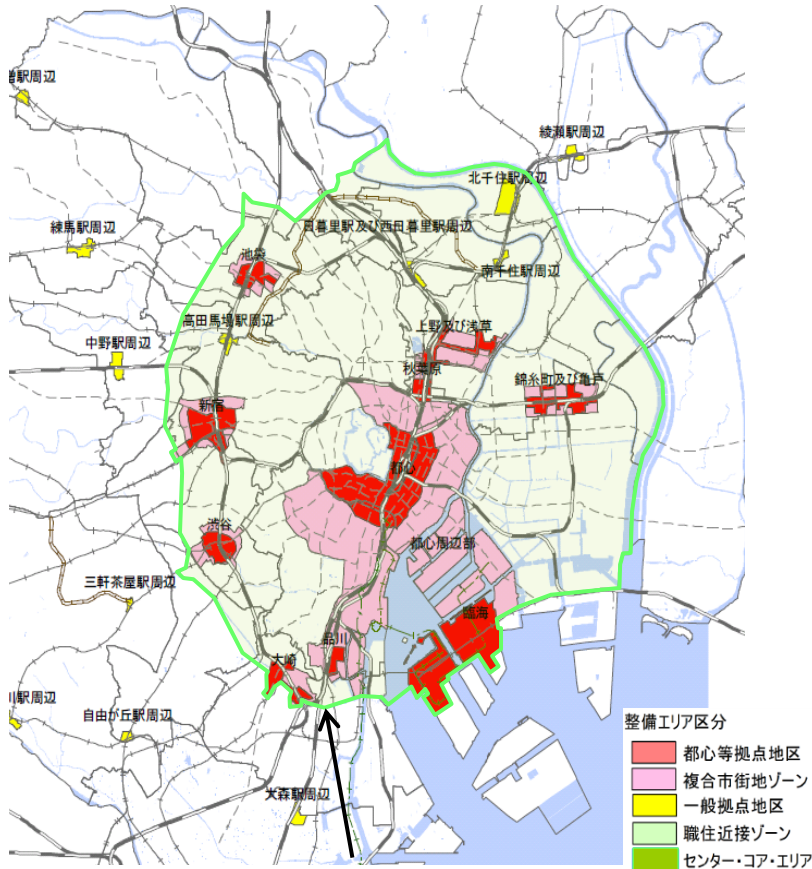 綾瀬駅周辺
北千住駅周辺
練馬駅周辺
日暮里駅及び西日暮里駅周辺
池袋
南千住駅周辺
高田馬場駅周辺
上野及び浅草
中野駅周辺
秋葉原
錦糸町及び亀戸
新宿
都心
渋谷
都心周辺部
三軒茶屋駅周辺
臨海
品川
大崎
川駅周辺
自由が丘駅周辺
大森駅周辺
整備エリア区分
都心等拠点地区
複合市街地ゾーン
一般拠点地区
職住近接ゾーン
センター・コア・エリア